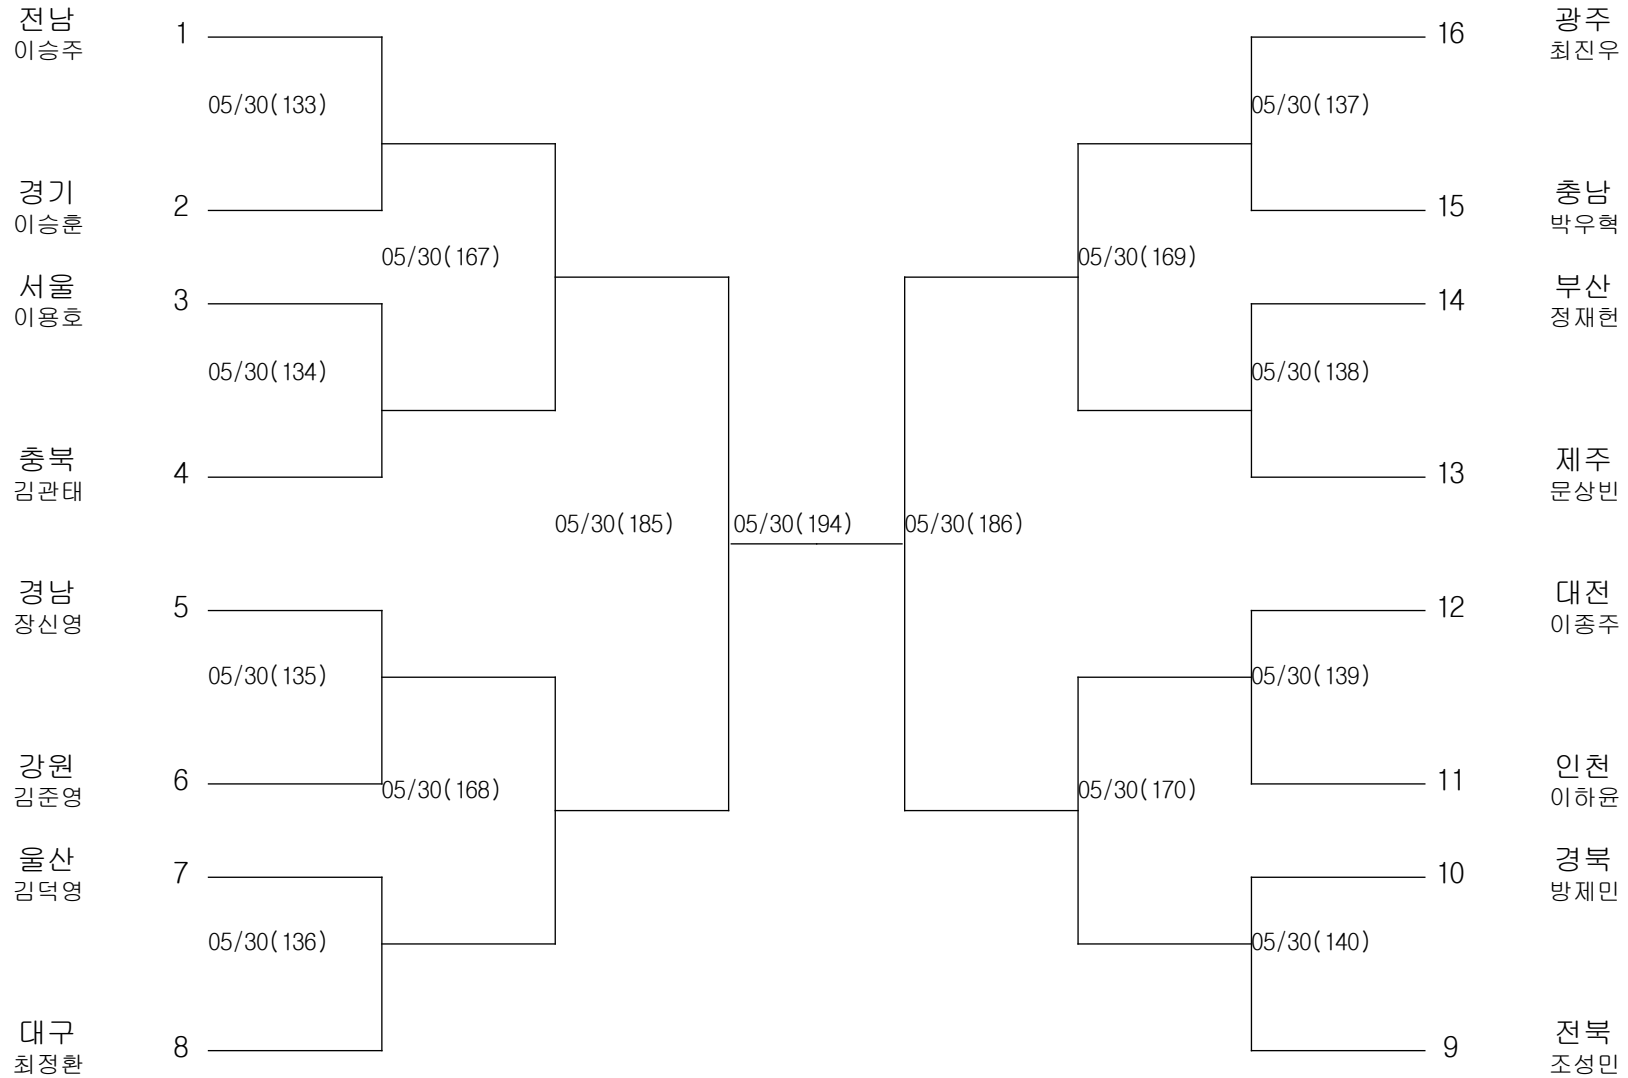 전남
이승주
1
05/30(133)
경기
이승훈
2
05/30(167)
서울
이용호
3
05/30(134)
충북
김관태
4
05/30(185)
경남
장신영
5
05/30(135)
강원
김준영
6
05/30(168)
울산
김덕영
7
05/30(136)
대구
최정환
8
05/30(194)
16
광주
최진우
05/30(137)
15
충남
박우혁
05/30(169)
14
부산
정재헌
05/30(138)
13
제주
문상빈
05/30(186)
12
대전
이종주
05/30(139)
11
인천
이하윤
05/30(170)
10
경북
방제민
05/30(140)
9
전북
조성민